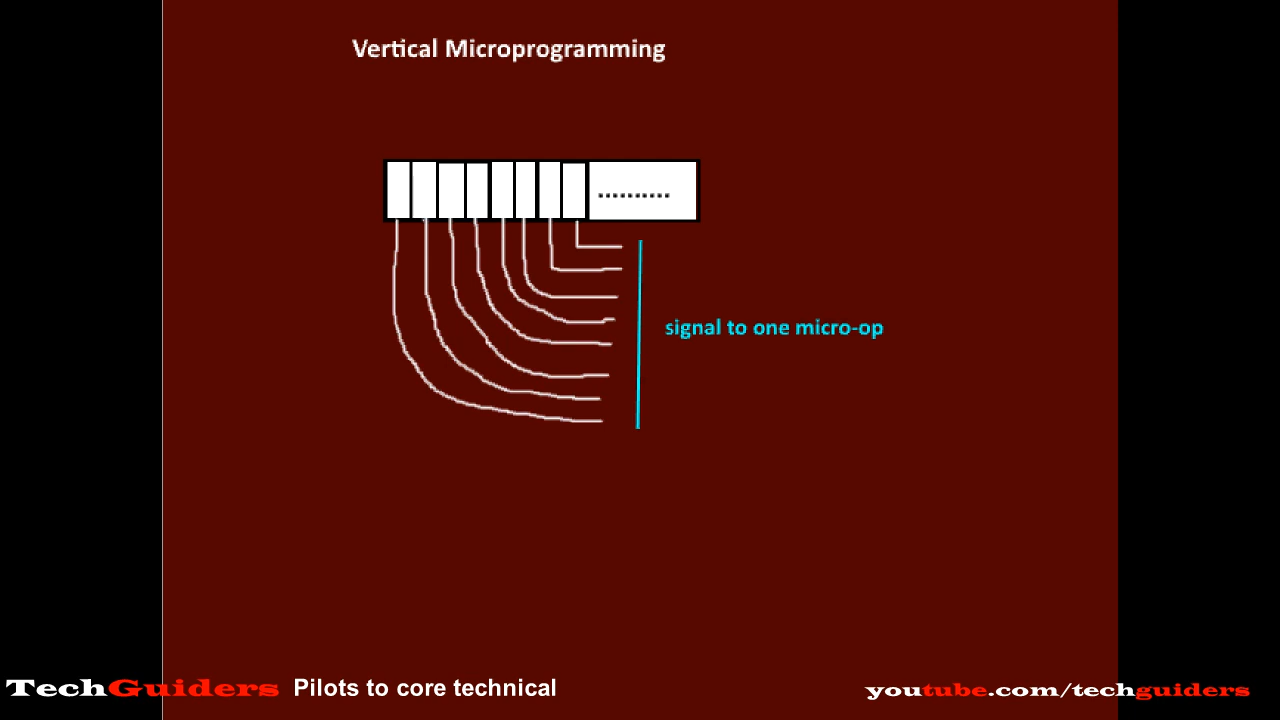 Vertical Microprogramming
..........
signal to one micro-op
TechGuiders Pilots to core technical
youtube.com/techguiders